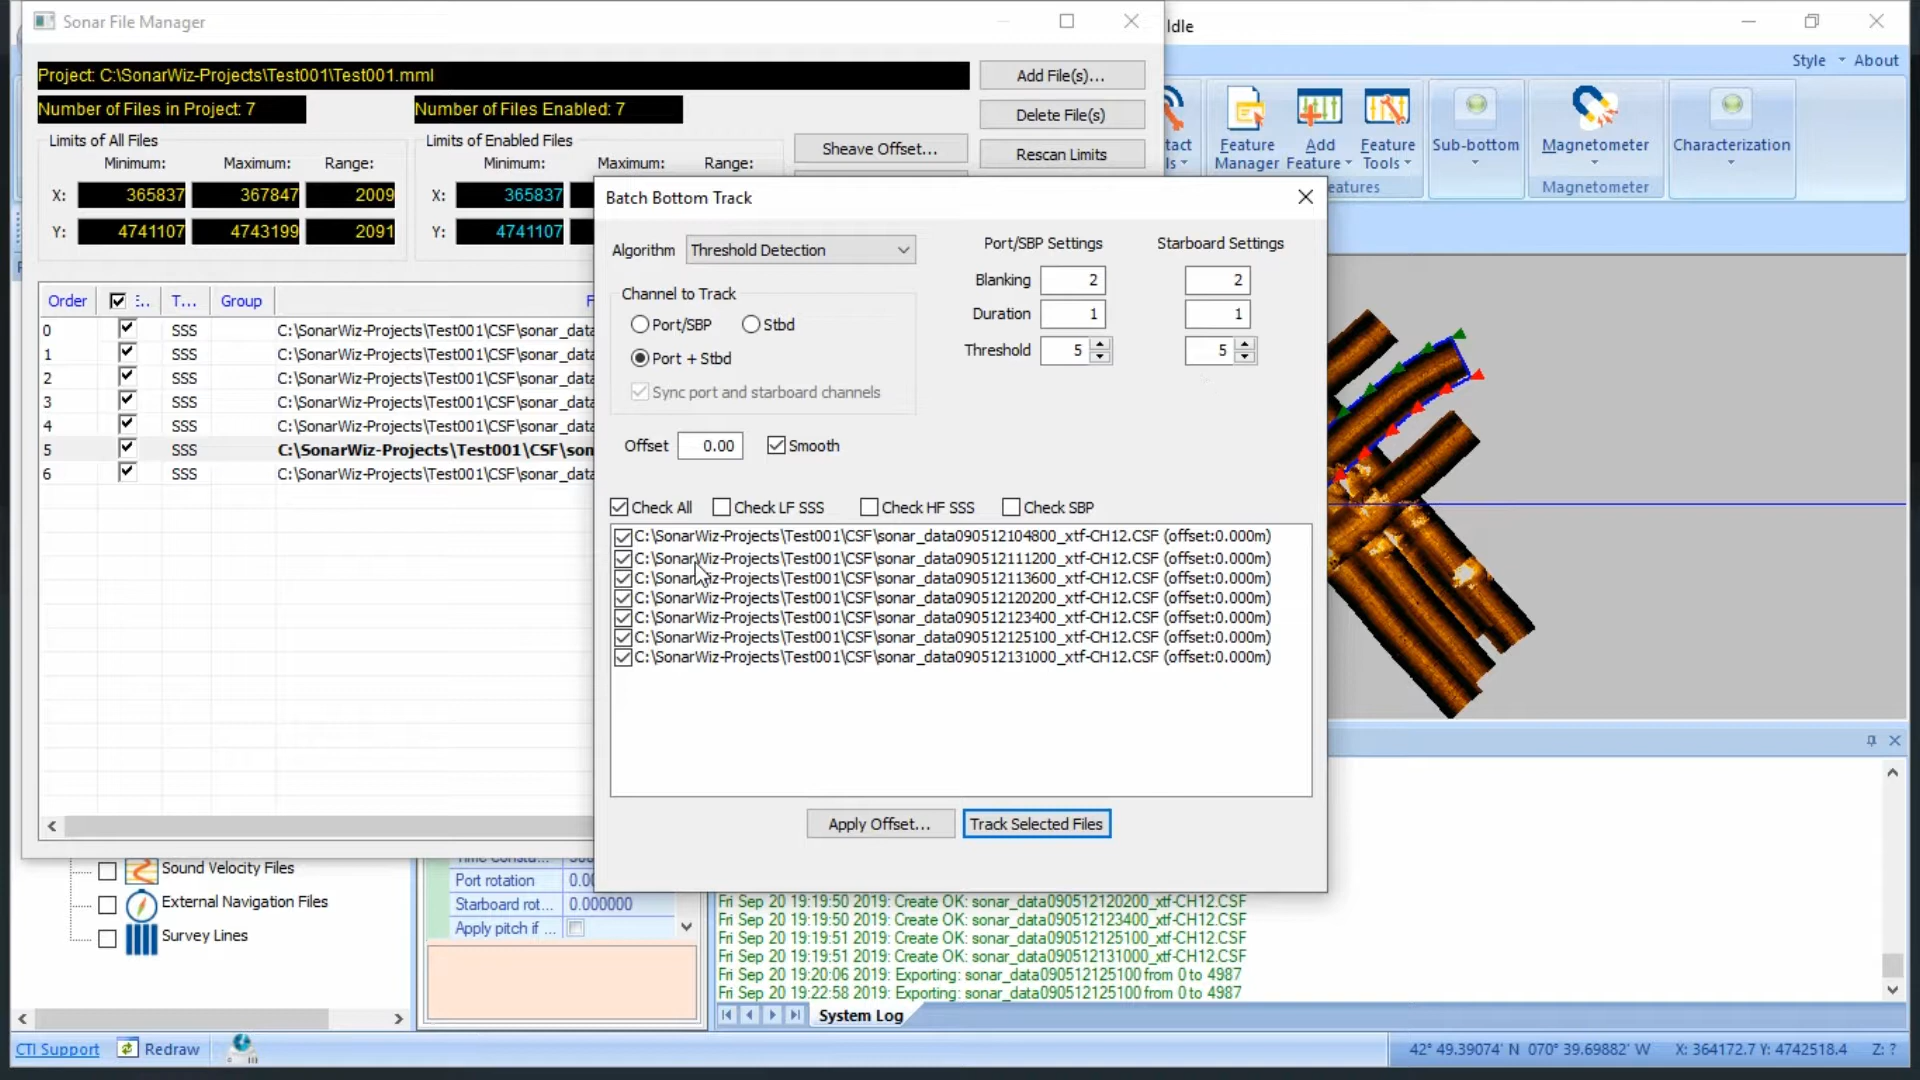 Sonar File Manager
Idle
Style About
Project: C:\SonarWiz-Projects\Test001\Test001.mml
Number of Files in Project: 7
Number of Files Enabled: 7
Add File(s)...
Delete File(s)
Rescan Limits
Sheave Offset...
Limits of All Files
Minimum: Maximum: Range:
X: 365837 367847 2009
Y: 4741107 4743199 2091
Limits of Enabled Files
Minimum: Maximum: Range:
X: 365837
Y: 4741107
Feature Manager
Add Feature
Feature Tools
Sub-bottom
Magnetometer
Magnetometer
Characterization
Order T... Group
0 SSS C:\SonarWiz-Projects\Test001\CSF\sonar_data
1 SSS C:\SonarWiz-Projects\Test001\CSF\sonar_data
2 SSS C:\SonarWiz-Projects\Test001\CSF\sonar_data
3 SSS C:\SonarWiz-Projects\Test001\CSF\sonar_data
4 SSS C:\SonarWiz-Projects\Test001\CSF\sonar_data
5 SSS C:\SonarWiz-Projects\Test001\CSF\son
6 SSS C:\SonarWiz-Projects\Test001\CSF\sonar_data
Batch Bottom Track
Algorithm Threshold Detection
Channel to Track
Port/SBP Stbd
Port + Stbd
Sync port and starboard channels
Port/SBP Settings Starboard Settings
Blanking 2 2
Duration 1 1
Threshold 5 5
Offset 0.00 Smooth
Check All Check LF SSS Check HF SSS Check SBP
C:\SonarWiz-Projects\Test001\CSF\sonar_data090512104800_xtf-CH12.CSF (offset:0.000m)
C:\SonarWiz-Projects\Test001\CSF\sonar_data090512111200_xtf-CH12.CSF (offset:0.000m)
C:\SonarWiz-Projects\Test001\CSF\sonar_data090512113600_xtf-CH12.CSF (offset:0.000m)
C:\SonarWiz-Projects\Test001\CSF\sonar_data090512120200_xtf-CH12.CSF (offset:0.000m)
C:\SonarWiz-Projects\Test001\CSF\sonar_data090512123400_xtf-CH12.CSF (offset:0.000m)
C:\SonarWiz-Projects\Test001\CSF\sonar_data090512125100_xtf-CH12.CSF (offset:0.000m)
C:\SonarWiz-Projects\Test001\CSF\sonar_data090512131000_xtf-CH12.CSF (offset:0.000m)
Apply Offset... Track Selected Files
Sound Velocity Files
External Navigation Files
Survey Lines
Port rotation 0.00
Starboard rot... 0.000000
Apply pitch if ...
Fri Sep 20 19:19:50 2019: Create OK: sonar_data090512120200_xtf-CH12.CSF
Fri Sep 20 19:19:50 2019: Create OK: sonar_data090512123400_xtf-CH12.CSF
Fri Sep 20 19:19:51 2019: Create OK: sonar_data090512125100_xtf-CH12.CSF
Fri Sep 20 19:19:51 2019: Create OK: sonar_data090512131000_xtf-CH12.CSF
Fri Sep 20 19:20:06 2019: Exporting: sonar_data090512125100 from 0 to 4987
Fri Sep 20 19:22:58 2019: Exporting: sonar_data090512125100 from 0 to 4987
System Log
CTI Support Redraw
42° 49.39074' N 070° 39.69882' W X: 364172.7 Y: 4742518.4 Z: ?